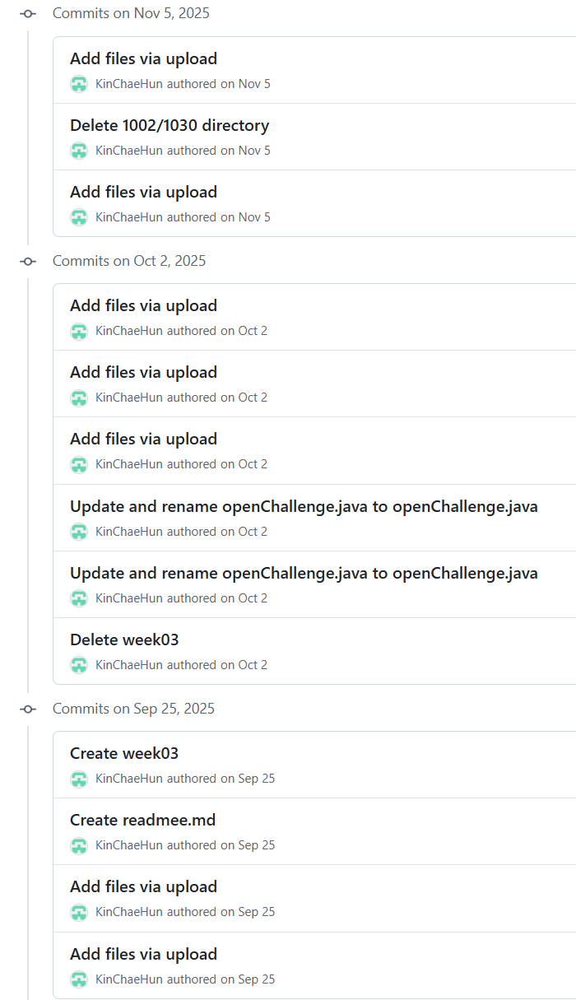 Commits on Nov 5, 2025
Add files via upload
KinChaeHun authored on Nov 5
Delete 1002/1030 directory
KinChaeHun authored on Nov 5
Add files via upload
KinChaeHun authored on Nov 5
Commits on Oct 2, 2025
Add files via upload
KinChaeHun authored on Oct 2
Add files via upload
KinChaeHun authored on Oct 2
Add files via upload
KinChaeHun authored on Oct 2
Update and rename openChallenge.java to openChallenge.java
KinChaeHun authored on Oct 2
Update and rename openChallenge.java to openChallenge.java
KinChaeHun authored on Oct 2
Delete week03
KinChaeHun authored on Oct 2
Commits on Sep 25, 2025
Create week03
KinChaeHun authored on Sep 25
Create readmee.md
KinChaeHun authored on Sep 25
Add files via upload
KinChaeHun authored on Sep 25
Add files via upload
KinChaeHun authored on Sep 25